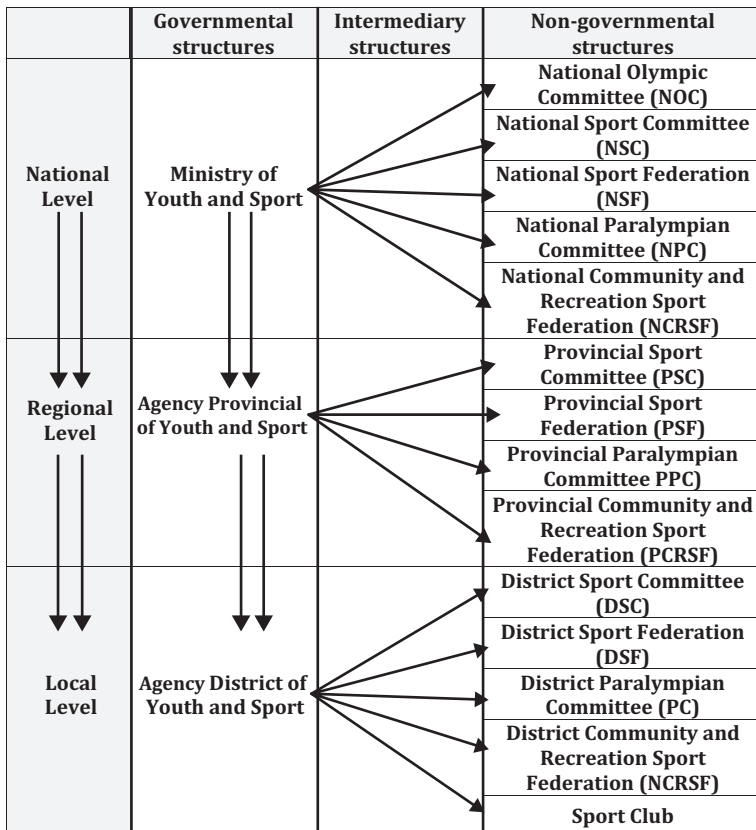 Governmental
structures
Intermediary
structures
Non-governmental
structures
National
Level
Ministry of
Youth and Sport
National Olympic
Committee (NOC)
National Sport Committee
(NSC)
National Sport Federation
(NSF)
National Paralympian
Committee (NPC)
National Community and
Recreation Sport
Federation (NCRSF)
Regional
Level
Agency Provincial
of Youth and Sport
Provincial Sport
Committee (PSC)
Provincial Sport
Federation (PSF)
Provincial Paralympian
Committee PPC)
Provincial Community and
Recreation Sport
Federation (PCRSF)
Local
Level
Agency District of
Youth and Sport
District Sport Committee
(DSC)
District Sport Federation
(DSF)
District Paralympian
Committee (PC)
District Community and
Recreation Sport
Federation (NCRSF)
Sport Club